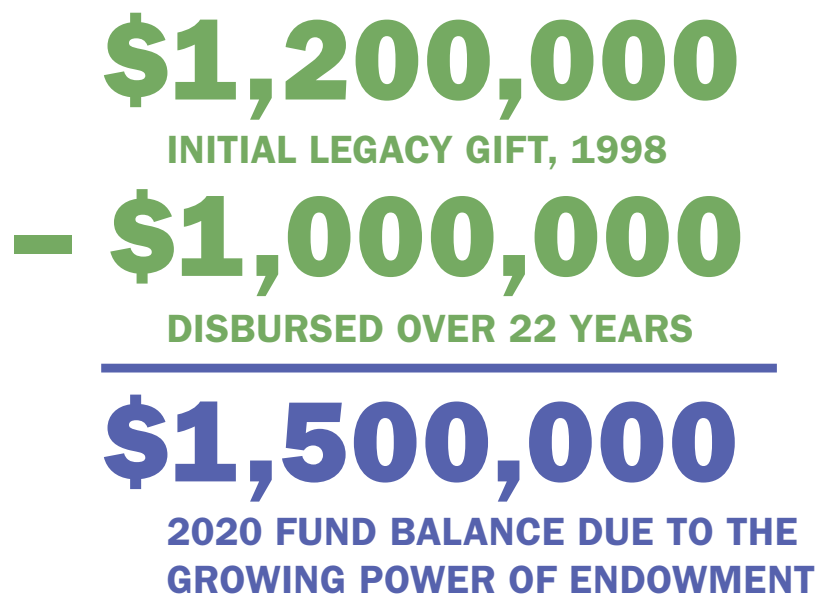 $1,200,000
INITIAL LEGACY GIFT, 1998
– $1,000,000
DISBURSED OVER 22 YEARS
$1,500,000
2020 FUND BALANCE DUE TO THE
GROWING POWER OF ENDOWMENT